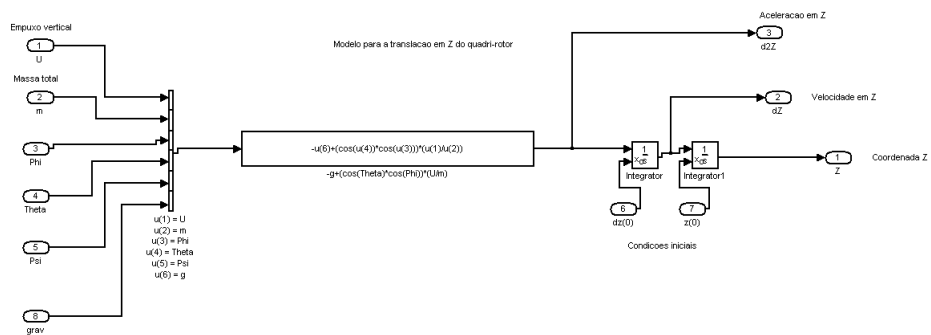 Empuxo vertical
1
U
Massa total
2
m
3
Phi
4
Theta
5
Psi
8
grav
u(1) = U
u(2) = m
u(3) = Phi
u(4) = Theta
u(5) = Psi
u(6) = g
Modelo para a translacao em Z do quadri-rotor
-u(6)+(cos(u(4))*cos(u(3)))*(u(1)/u(2))
-g+(cos(Theta)*cos(Phi))*(U/m)
Aceleracao em Z
3
d2Z
2
dZ
Velocidade em Z
1
s
xo
Integrator
1
s
xo
Integrator1
1
Z
Coordenada Z
6
dz(0)
7
z(0)
Condicoes iniciais